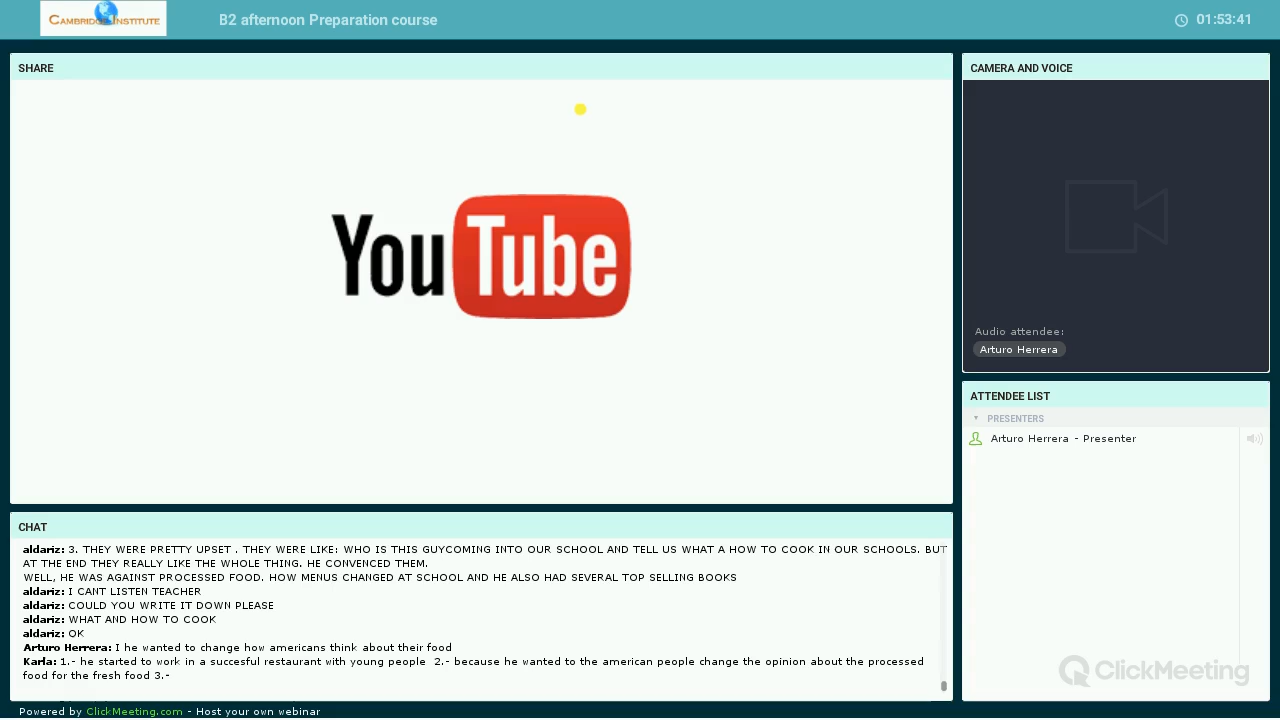 CAMBRIDGE INSTITUTE
B2 afternoon Preparation course
01:53:41
SHARE
YouTube
CAMERA AND VOICE
Audio attendee:
Arturo Herrera
ATTENDEE LIST
PRESENTERS
Arturo Herrera - Presenter
ClickMeeting
CHAT
aldariz: 3. THEY WERE PRETTY UPSET . THEY WERE LIKE: WHO IS THIS GUYCOMING INTO OUR SCHOOL AND TELL US WHAT A HOW TO COOK IN OUR SCHOOLS. BUT
AT THE END THEY REALLY LIKE THE WHOLE THING. HE CONVENCED THEM.
WELL, HE WAS AGAINST PROCESSED FOOD. HOW MENUS CHANGED AT SCHOOL AND HE ALSO HAD SEVERAL TOP SELLING BOOKS
aldariz: I CANT LISTEN TEACHER
aldariz: COULD YOU WRITE IT DOWN PLEASE
aldariz: WHAT AND HOW TO COOK
aldariz: OK
Arturo Herrera: I he wanted to change how americans think about their food
Karla: 1.- he started to work in a succesful restaurant with young people 2.- because he wanted to the american people change the opinion about the processed
food for the fresh food 3.-
Powered by ClickMeeting.com - Host your own webinar